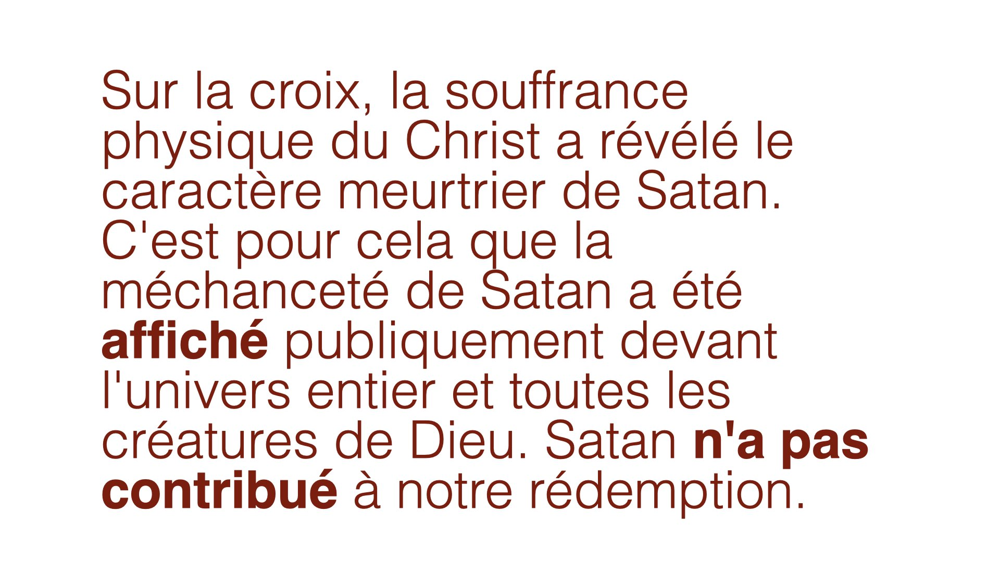 Sur la croix, la souffrance
physique du Christ a révélé le
caractère meurtrier de Satan.
C'est pour cela que la
méchanceté de Satan a été
affiché publiquement devant
l'univers entier et toutes les
créatures de Dieu. Satan n'a pas
contribué à notre rédemption.